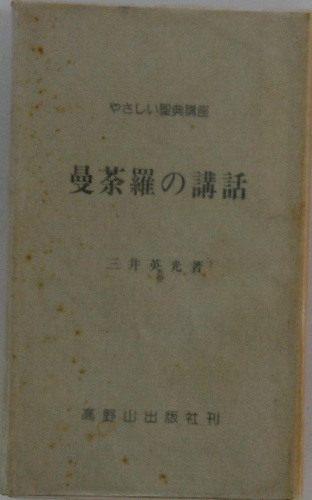 やさしい聖典講座
曼荼羅の講話
三井英光著
高野山出版社刊